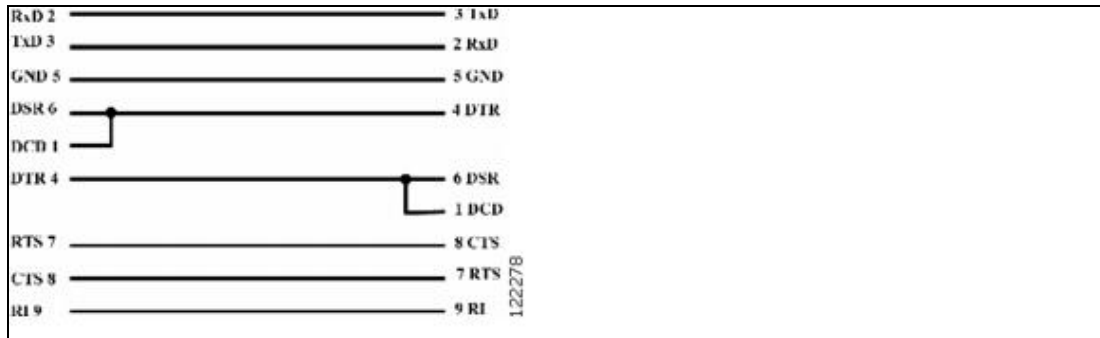 RxD 2 3 TxD
TxD 3 2 RxD
GND 5 5 GND
DSR 6 4 DTR
DCD 1
DTR 4 6 DSR
1 DCD
RTS 7 8 CTS
CTS 8 7 RTS
RI 9 9 RI
122278